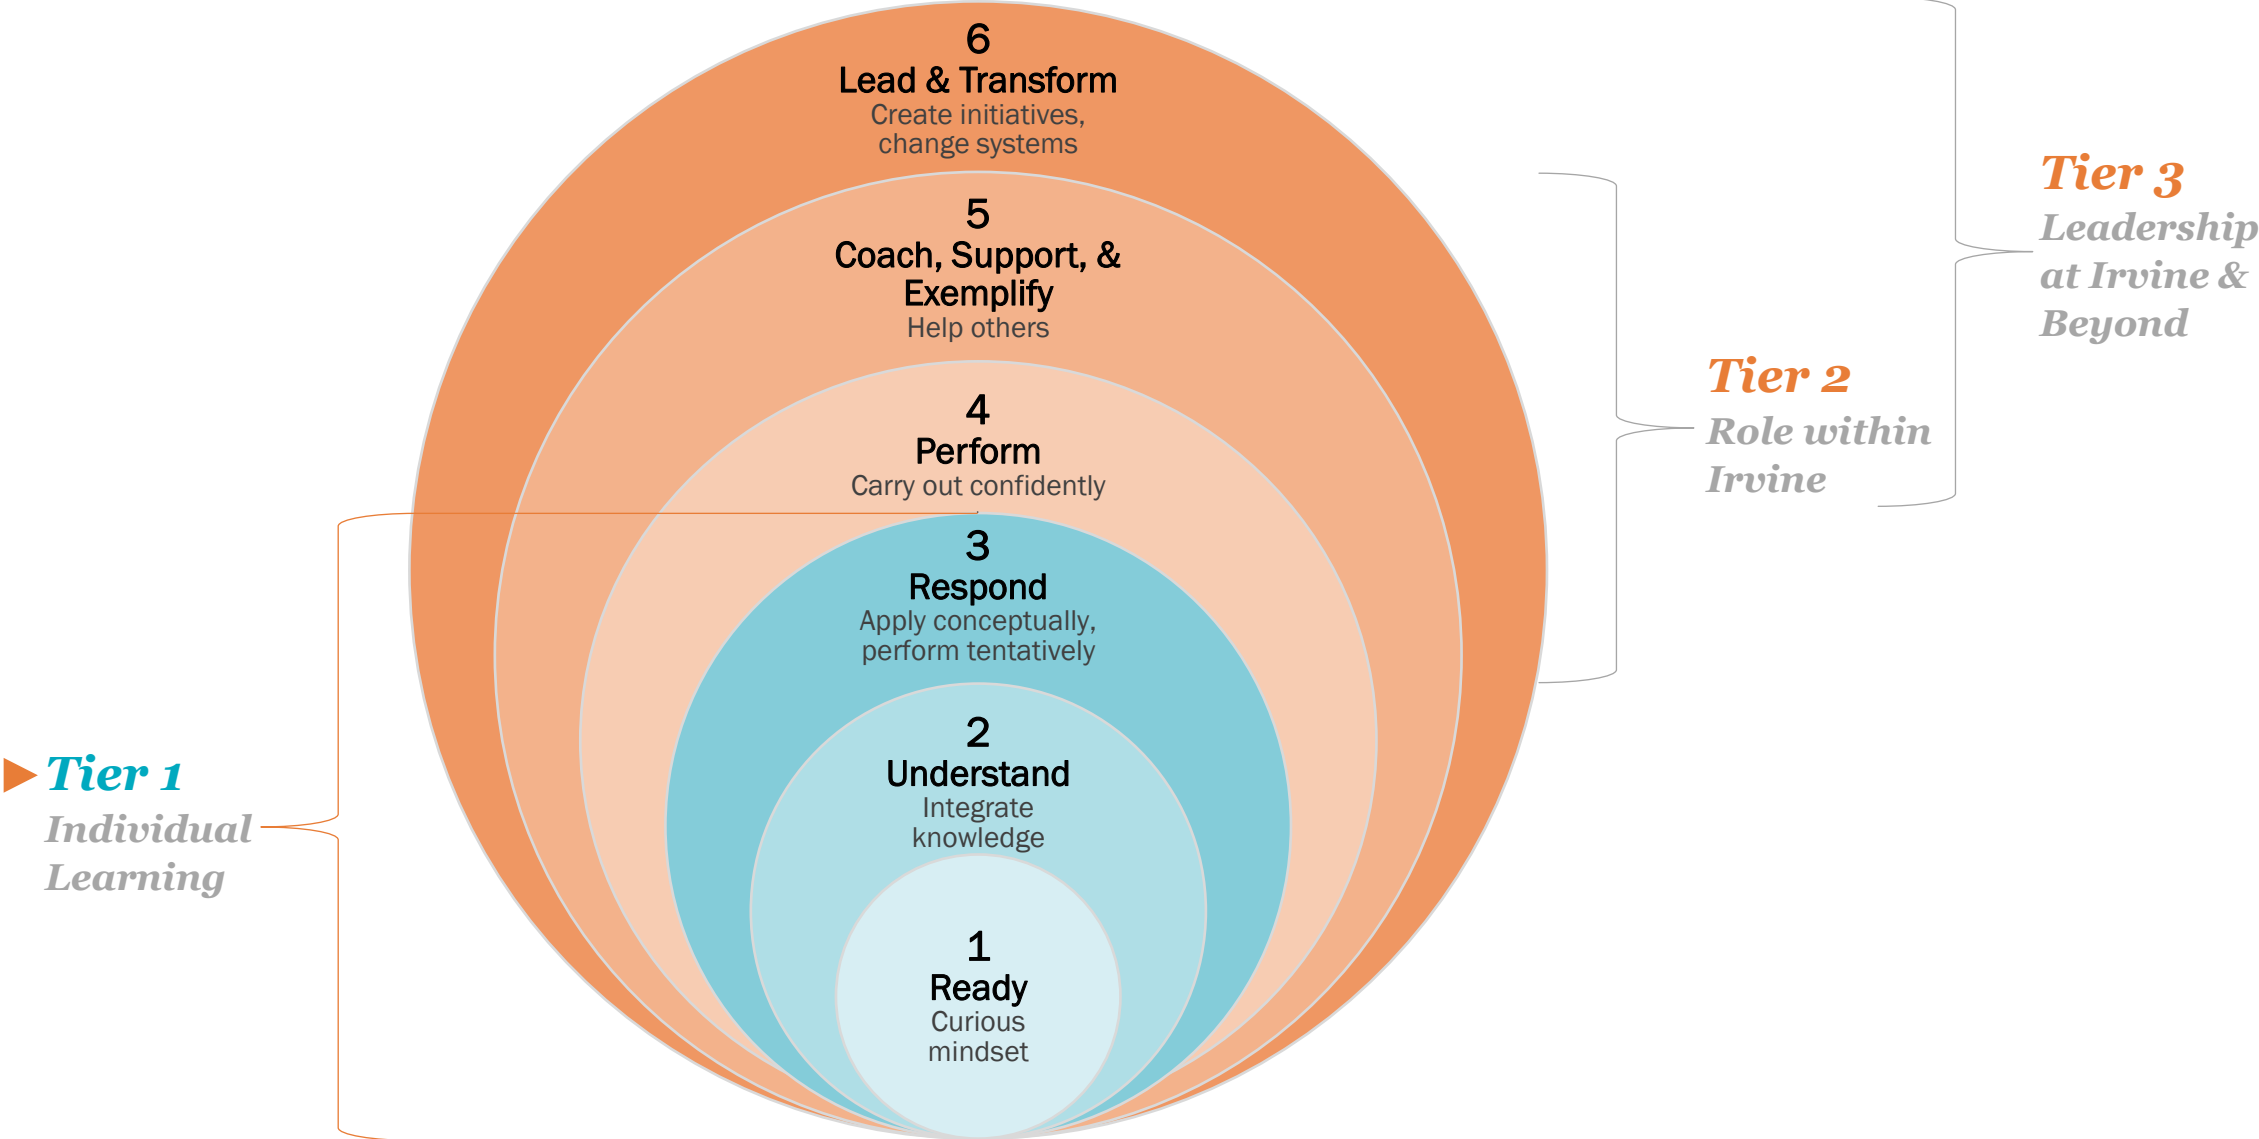 6
Lead & Transform
Create initiatives,
change systems
5
Coach, Support, &
Exemplify
Help others
4
Perform
Carry out confidently
3
Respond
Apply conceptually,
perform tentatively
2
Understand
Integrate
knowledge
1
Ready
Curious
mindset
Tier 1
Individual
Learning
Tier 2
Role within
Irvine
Tier 3
Leadership
at Irvine &
Beyond